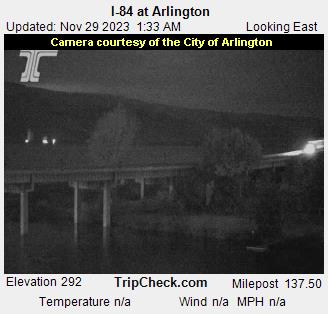 I-84 at Arlington
Updated: Nov 29 2023 1:33 AM Looking East
Camera courtesy of the City of Arlington
Elevation 292 TripCheck.com Milepost 137.50
Temperature n/a Wind n/a MPH n/a